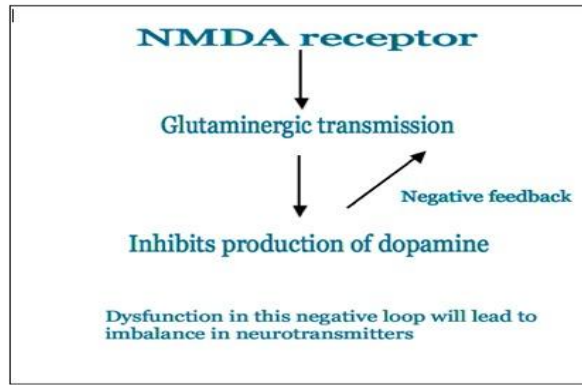 NMDA receptor
Glutaminergic transmission
Negative feedback
Inhibits production of dopamine
Dysfunction in this negative loop will lead to
imbalance in neurotransmitters